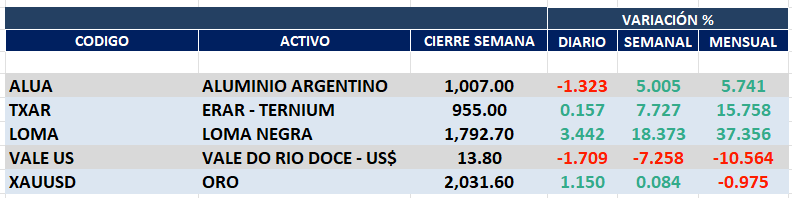 VARIACIÓN %
CODIGO ACTIVO CIERRE SEMANA DIARIO SEMANAL MENSUAL
ALUA ALUMINIO ARGENTINO 1,007.00 -1.323 5.005 5.741
TXAR ERAR - TERNIUM 955.00 0.157 7.727 15.758
LOMA LOMA NEGRA 1,792.70 3.442 18.373 37.356
VALE US VALE DO RIO DOCE - US$ 13.80 -1.709 -7.258 -10.564
XAUUSD ORO 2,031.60 1.150 0.084 -0.975